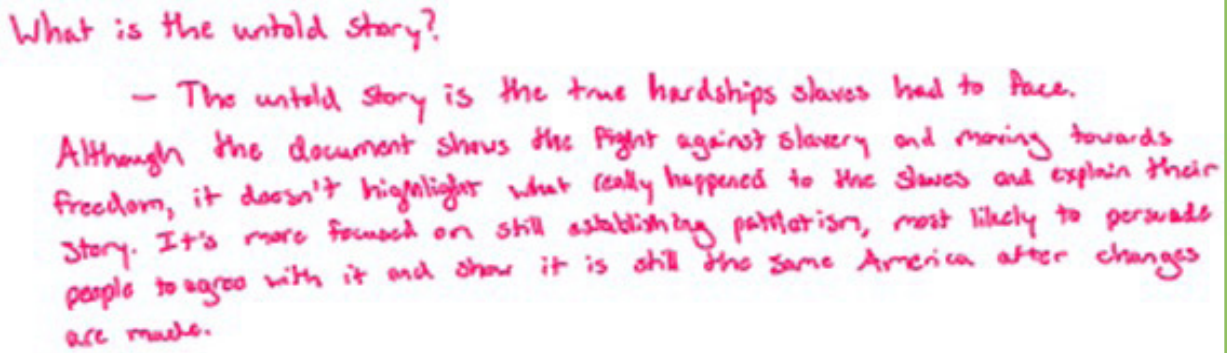 What is the untold story?
- The untold story is the true hardships slaves had to face.
Although the document shows the fight against slavery and moving towards
freedom, it doesn't highlight what really happened to the slaves and explain their
story. It's more focused on still establishing patriotism, most likely to persuade
people to agree with it and show it is still the same America after changes
are made.